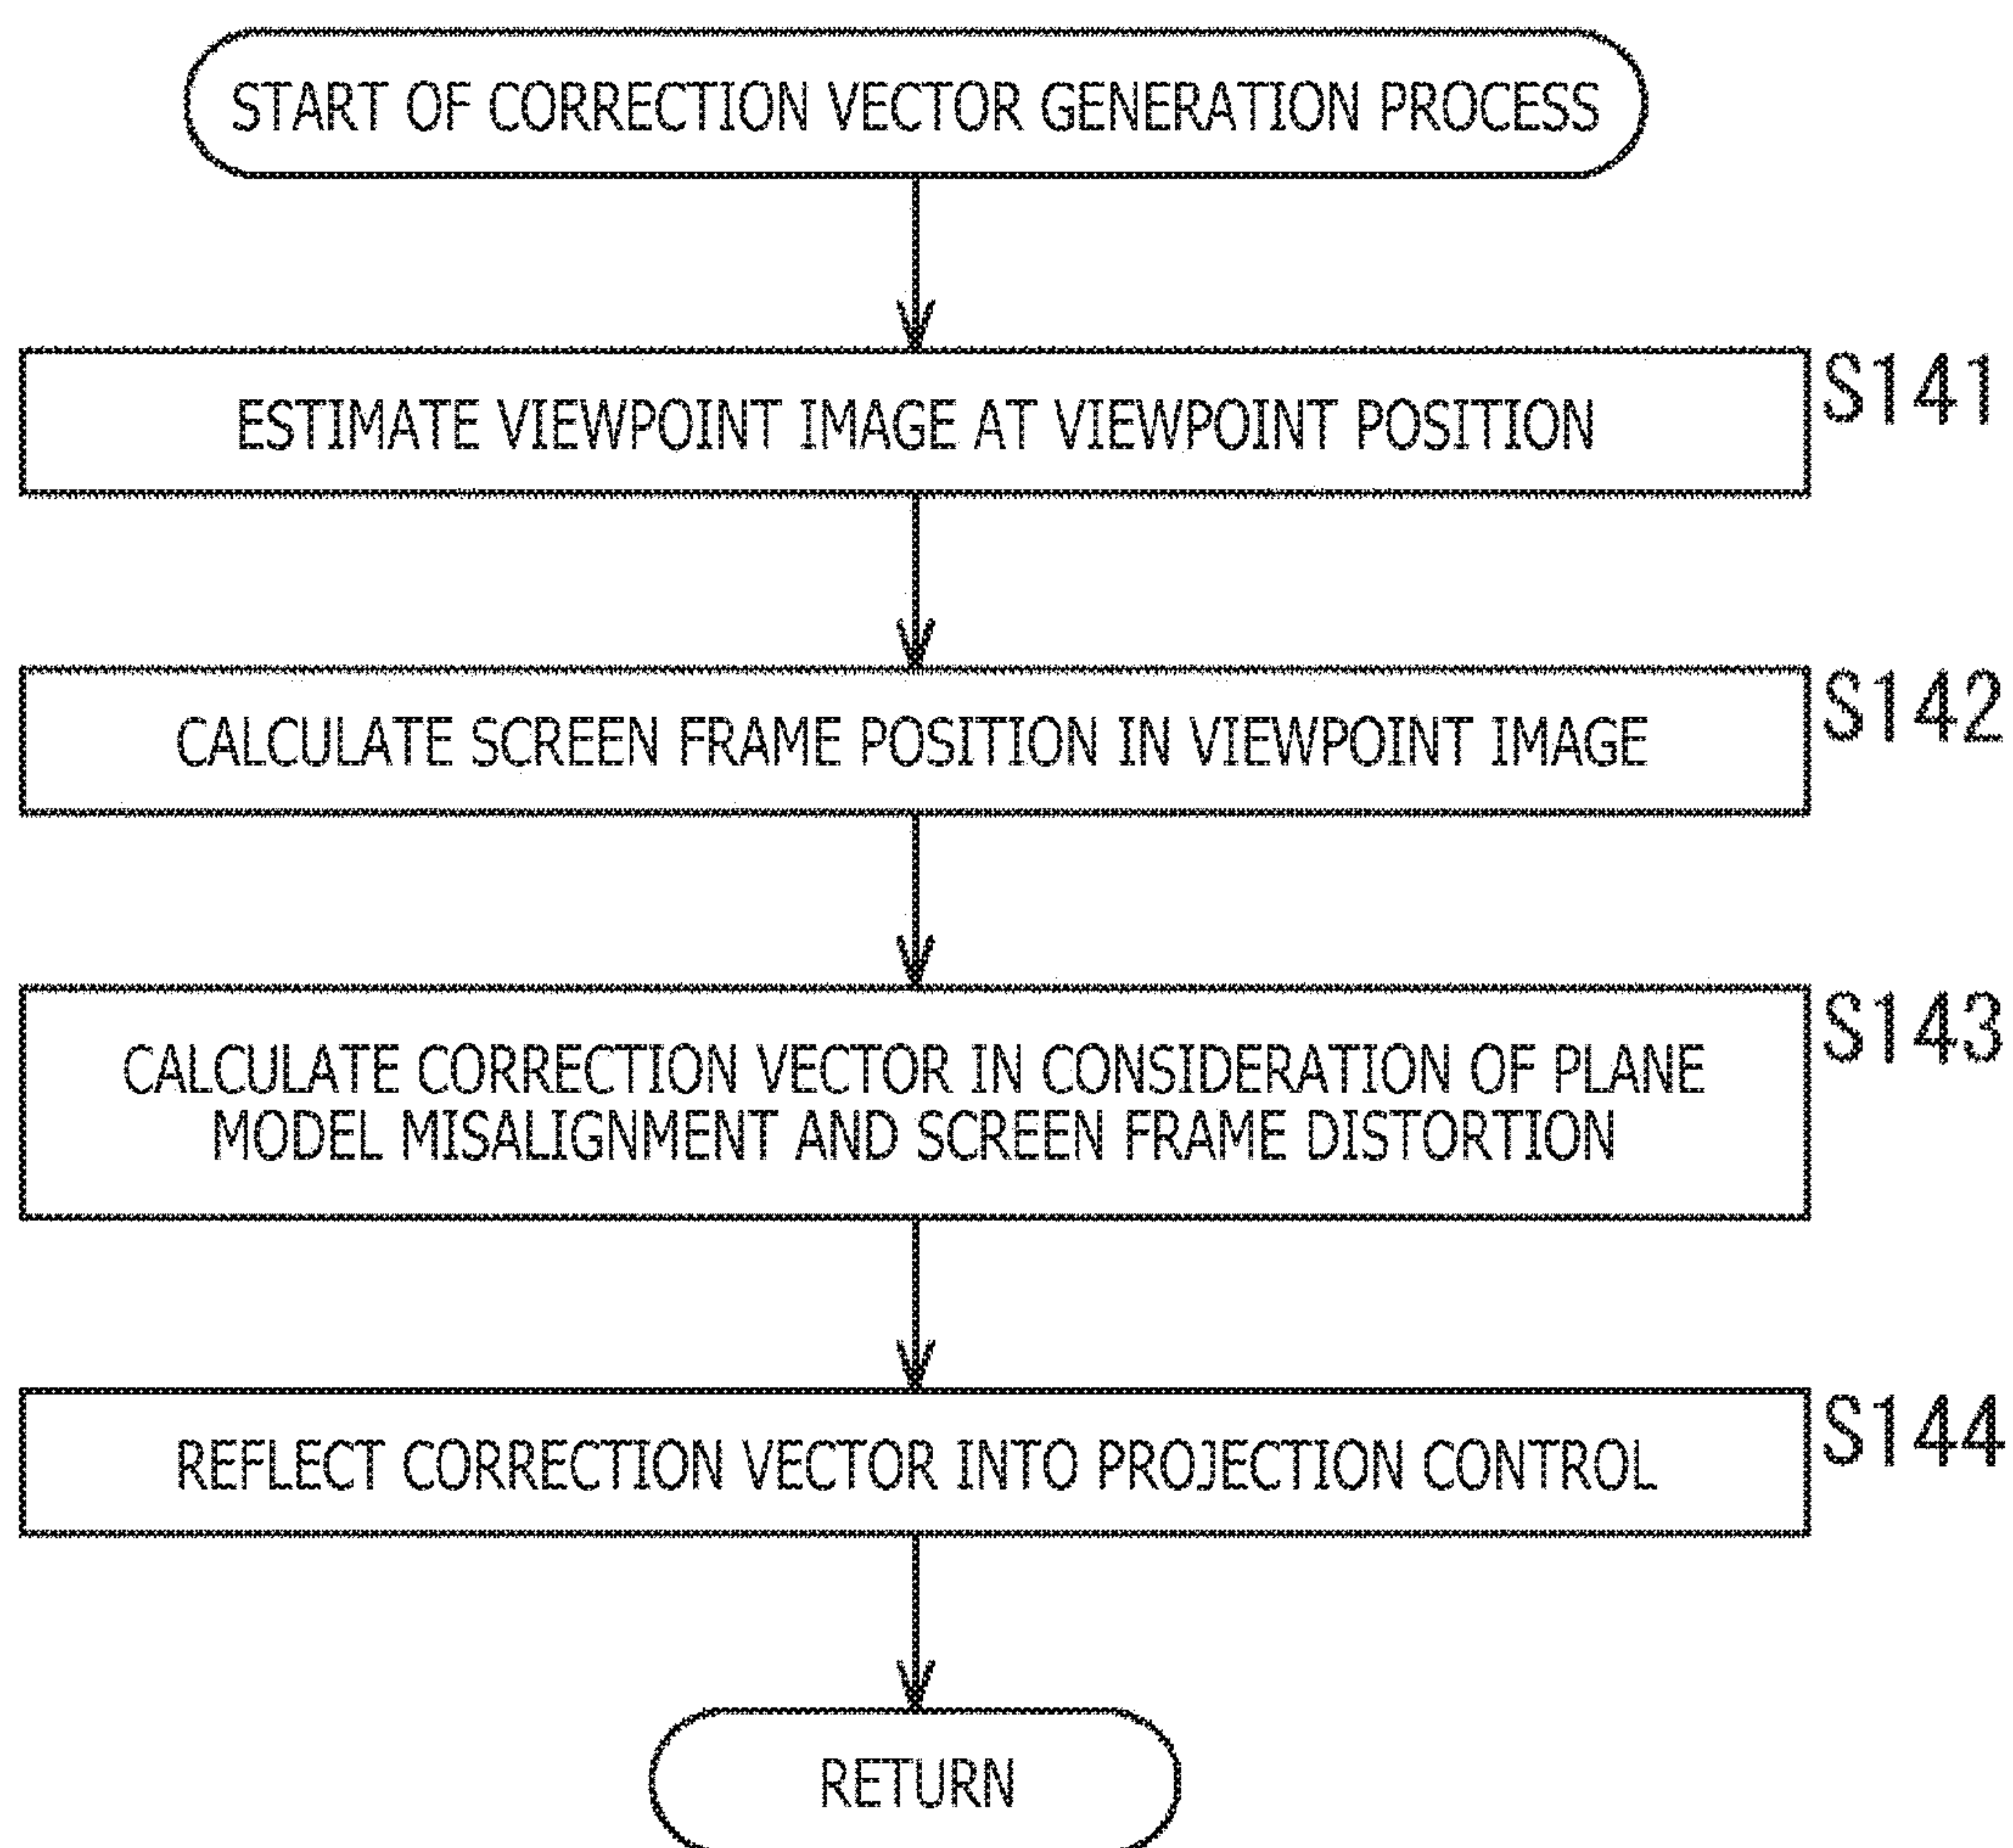 START OF CORRECTION VECTOR GENERATION PROCESS
ESTIMATE VIEWPOINT IMAGE AT VIEWPOINT POSITION
S141
CALCULATE SCREEN FRAME POSITION IN VIEWPOINT IMAGE
S142
CALCULATE CORRECTION VECTOR IN CONSIDERATION OF PLANE
MODEL MISALIGNMENT AND SCREEN FRAME DISTORTION
S143
REFLECT CORRECTION VECTOR INTO PROJECTION CONTROL
S144
RETURN